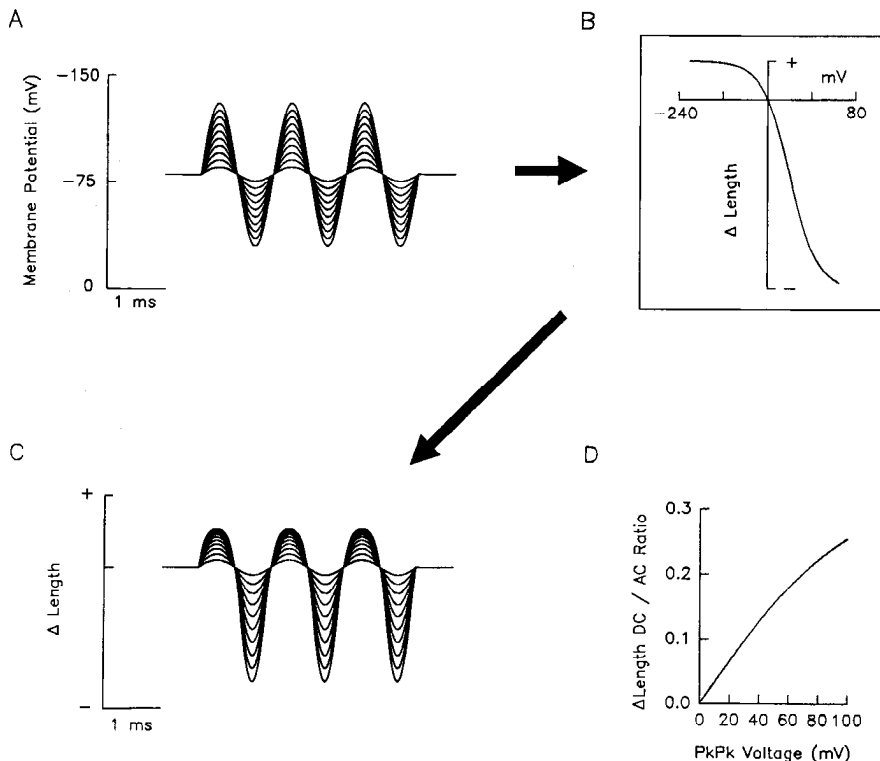 A
Membrane Potential (mV)
-150
-75
0
1 ms
B
+
mV
-240
80
Δ Length
-
C
+
Δ Length
-
1 ms
D
ΔLength DC / AC Ratio
0.3
0.2
0.1
0.0
0 20 40 60 80 100
PkPk Voltage (mV)